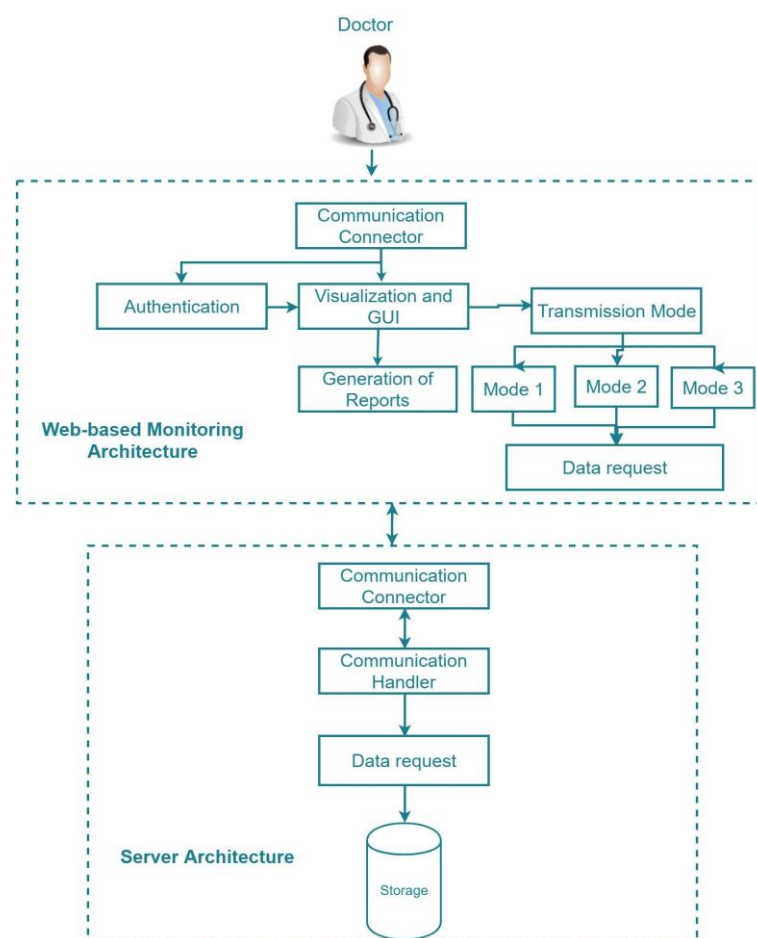 Doctor
Communication
Connector
Authentication
Visualization and
GUI
Transmission Mode
Generation of
Reports
Mode 1
Mode 2
Mode 3
Web-based Monitoring
Architecture
Data request
Communication
Connector
Communication
Handler
Data request
Server Architecture
Storage